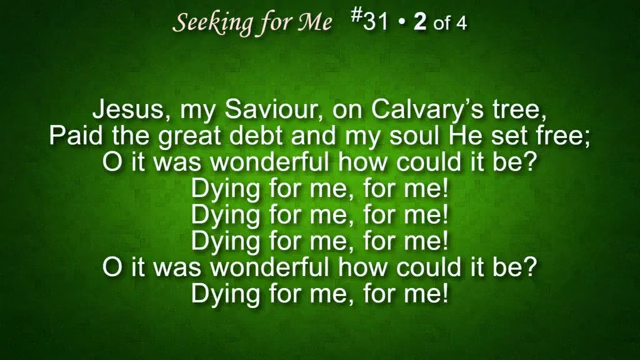 Seeking for Me #31 • 2 of 4
Jesus, my Saviour, on Calvary's tree,
Paid the great debt and my soul He set free;
O it was wonderful how could it be?
Dying for me, for me!
Dying for me, for me!
Dying for me, for me!
O it was wonderful how could it be?
Dying for me, for me!